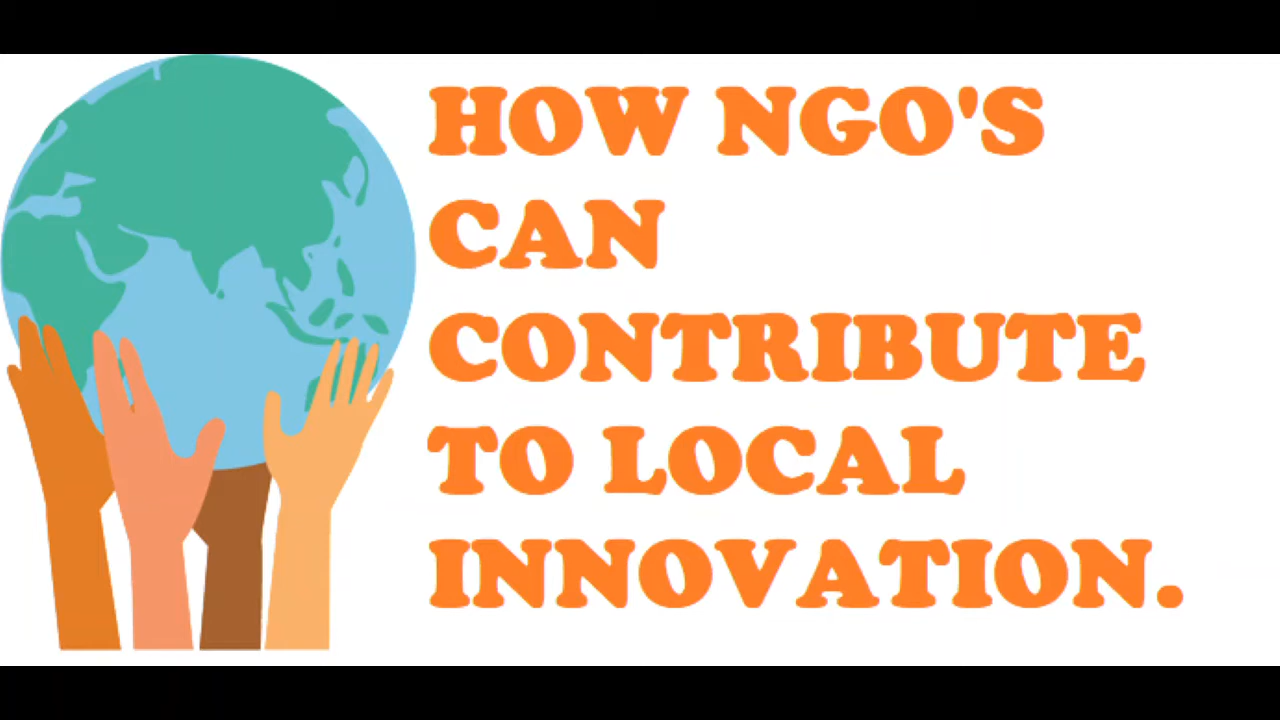 HOW NGO'S
CAN
CONTRIBUTE
TO LOCAL
INNOVATION.